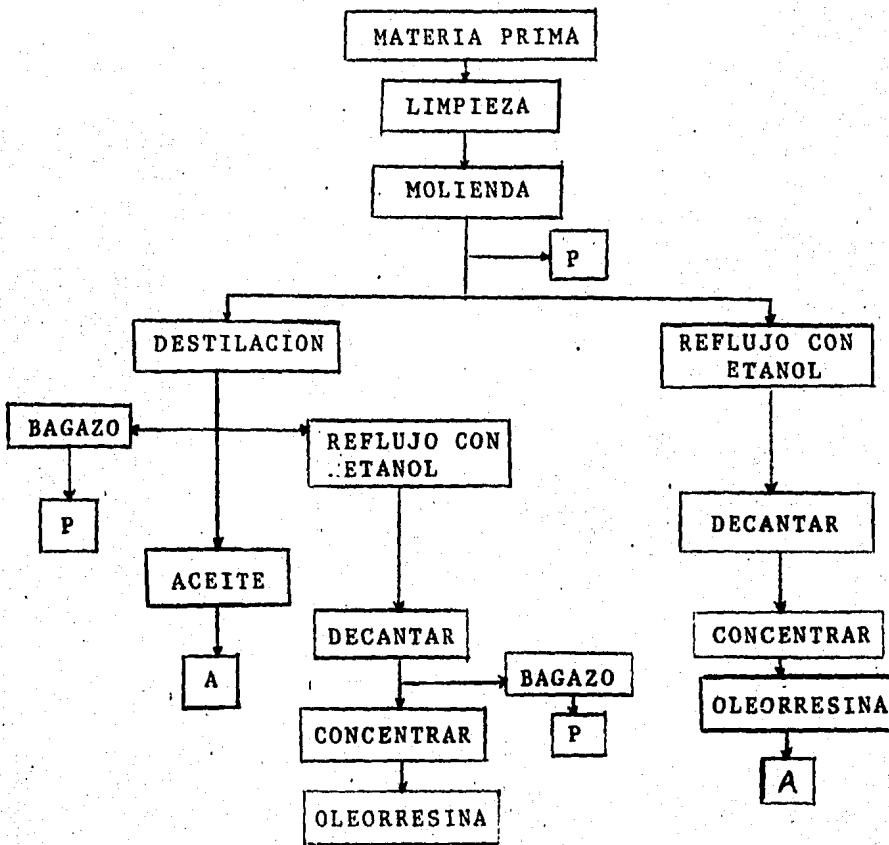 MATERIA PRIMA
LIMPIEZA
MOLIENDA
P
DESTILACION
REFLUJO CON
ETANOL
BAGAZO
REFLUJO CON
ETANOL
P
DECANTAR
ACEITE
A
DECANTAR
BAGAZO
P
CONCENTRAR
OLEORRESINA
CONCENTRAR
OLEORRESINA
A